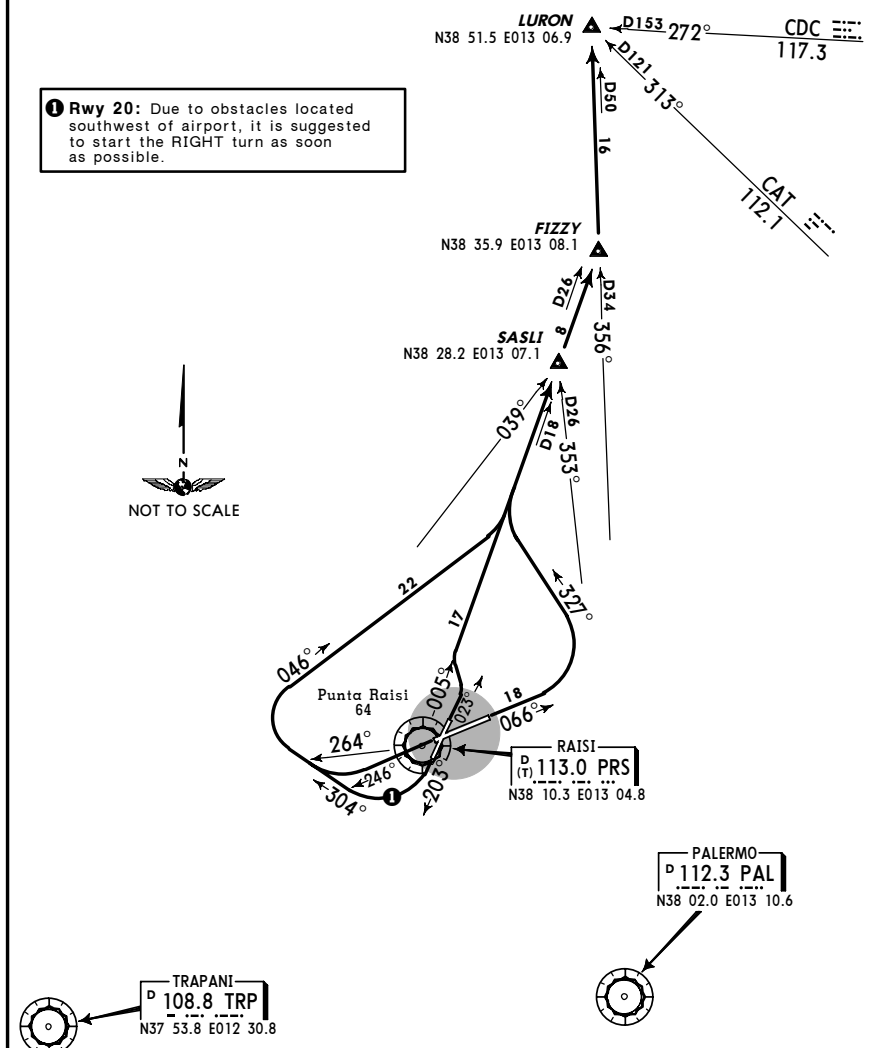 LURON
N38 51.5 E013 06.9
D153 272°
CDC
117.3
D121 313°
CAT
112.1
❶ Rwy 20: Due to obstacles located
southwest of airport, it is suggested
to start the RIGHT turn as soon
as possible.
D50
16
FIZZY
N38 35.9 E013 08.1
D26
8
D34
356°
SASLI
N38 28.2 E013 07.1
039°
D18
D26
353°
N
NOT TO SCALE
22
17
327°
046°
Punta Raisi
64
005°
023°
18
066°
264°
246°
304°
❶
203°
RAISI
D
(T) 113.0 PRS
N38 10.3 E013 04.8
PALERMO
D 112.3 PAL
N38 02.0 E013 10.6
TRAPANI
D 108.8 TRP
N37 53.8 E012 30.8